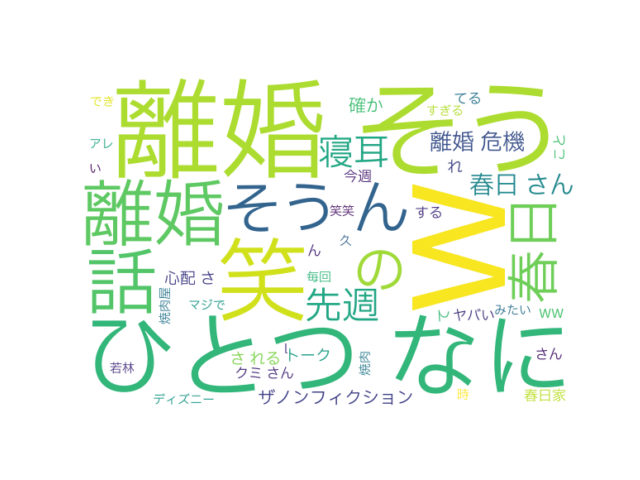 でき
離婚 そう
確か
てる
すぎる
アレ
寝耳
離婚 危機
こと
い
今週
れ
春日 さん
離婚
そうん
笑笑
する
W
春日
話
笑
久
ん
の
心配 さ
毎回
焼肉屋
先週
マジで
て
ヤバい
みたい
ww
ひとつ なに
さ れる
し
トーク
さん
若林
クミ さん
焼肉
ディズニー
ザノンフィクション
時
春日家